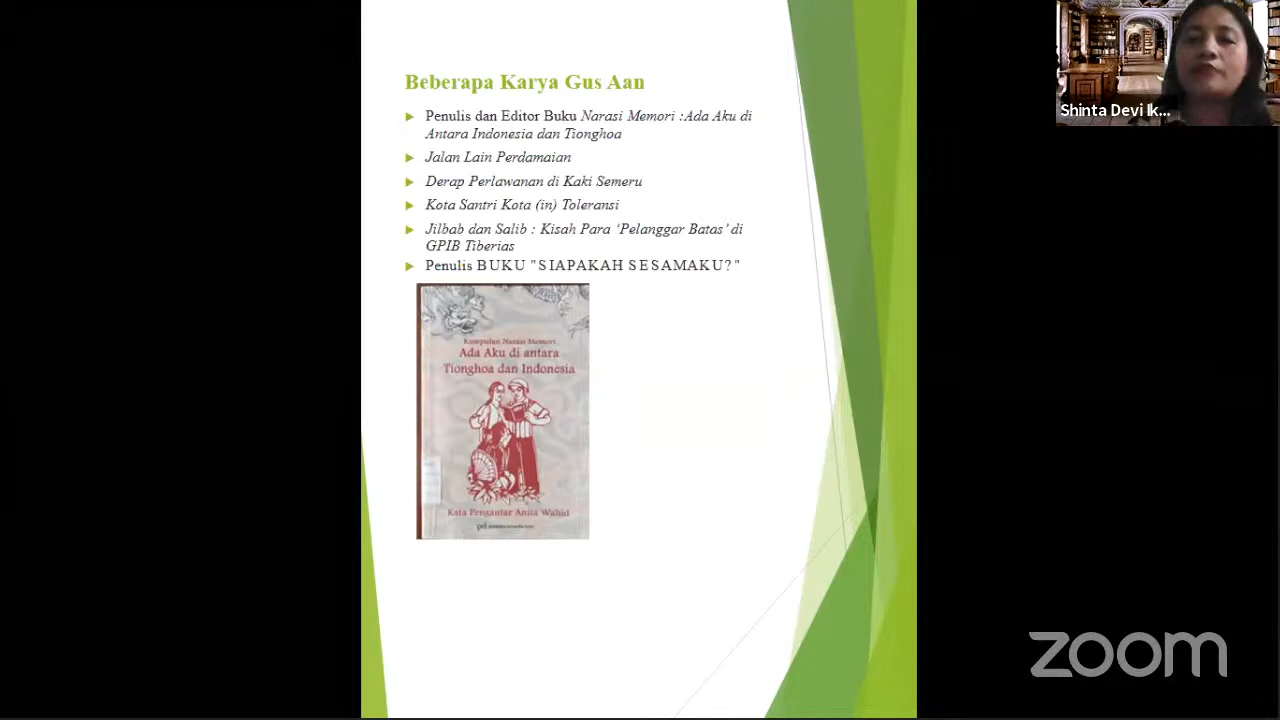 Beberapa Karya Gus Aan
Penulis dan Editor Buku Narasi Memori :Ada Aku di
Antara Indonesia dan Tionghoa
Jalan Lain Perdamaian
Derap Perlawanan di Kaki Semeru
Kota Santri Kota (in) Toleransi
Jilbab dan Salib : Kisah Para ‘Pelanggar Batas’ di
GPIB Tiberias
Penulis BUKU "SIAPAKAH SESAMAKU?"
Kumpulan Narasi Memori
Ada Aku di antara
Tionghoa dan Indonesia
Kata Pengantar Anita Wahid
Shinta Devi Ik...
zoom